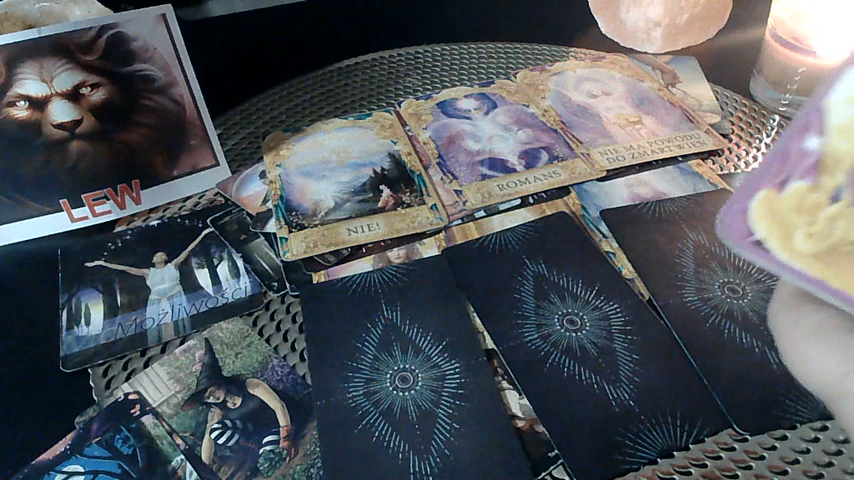 LEW
NIE!
ROMANS
NIE MA POWODU
DO ZMARTWIEŃ
Możliwości